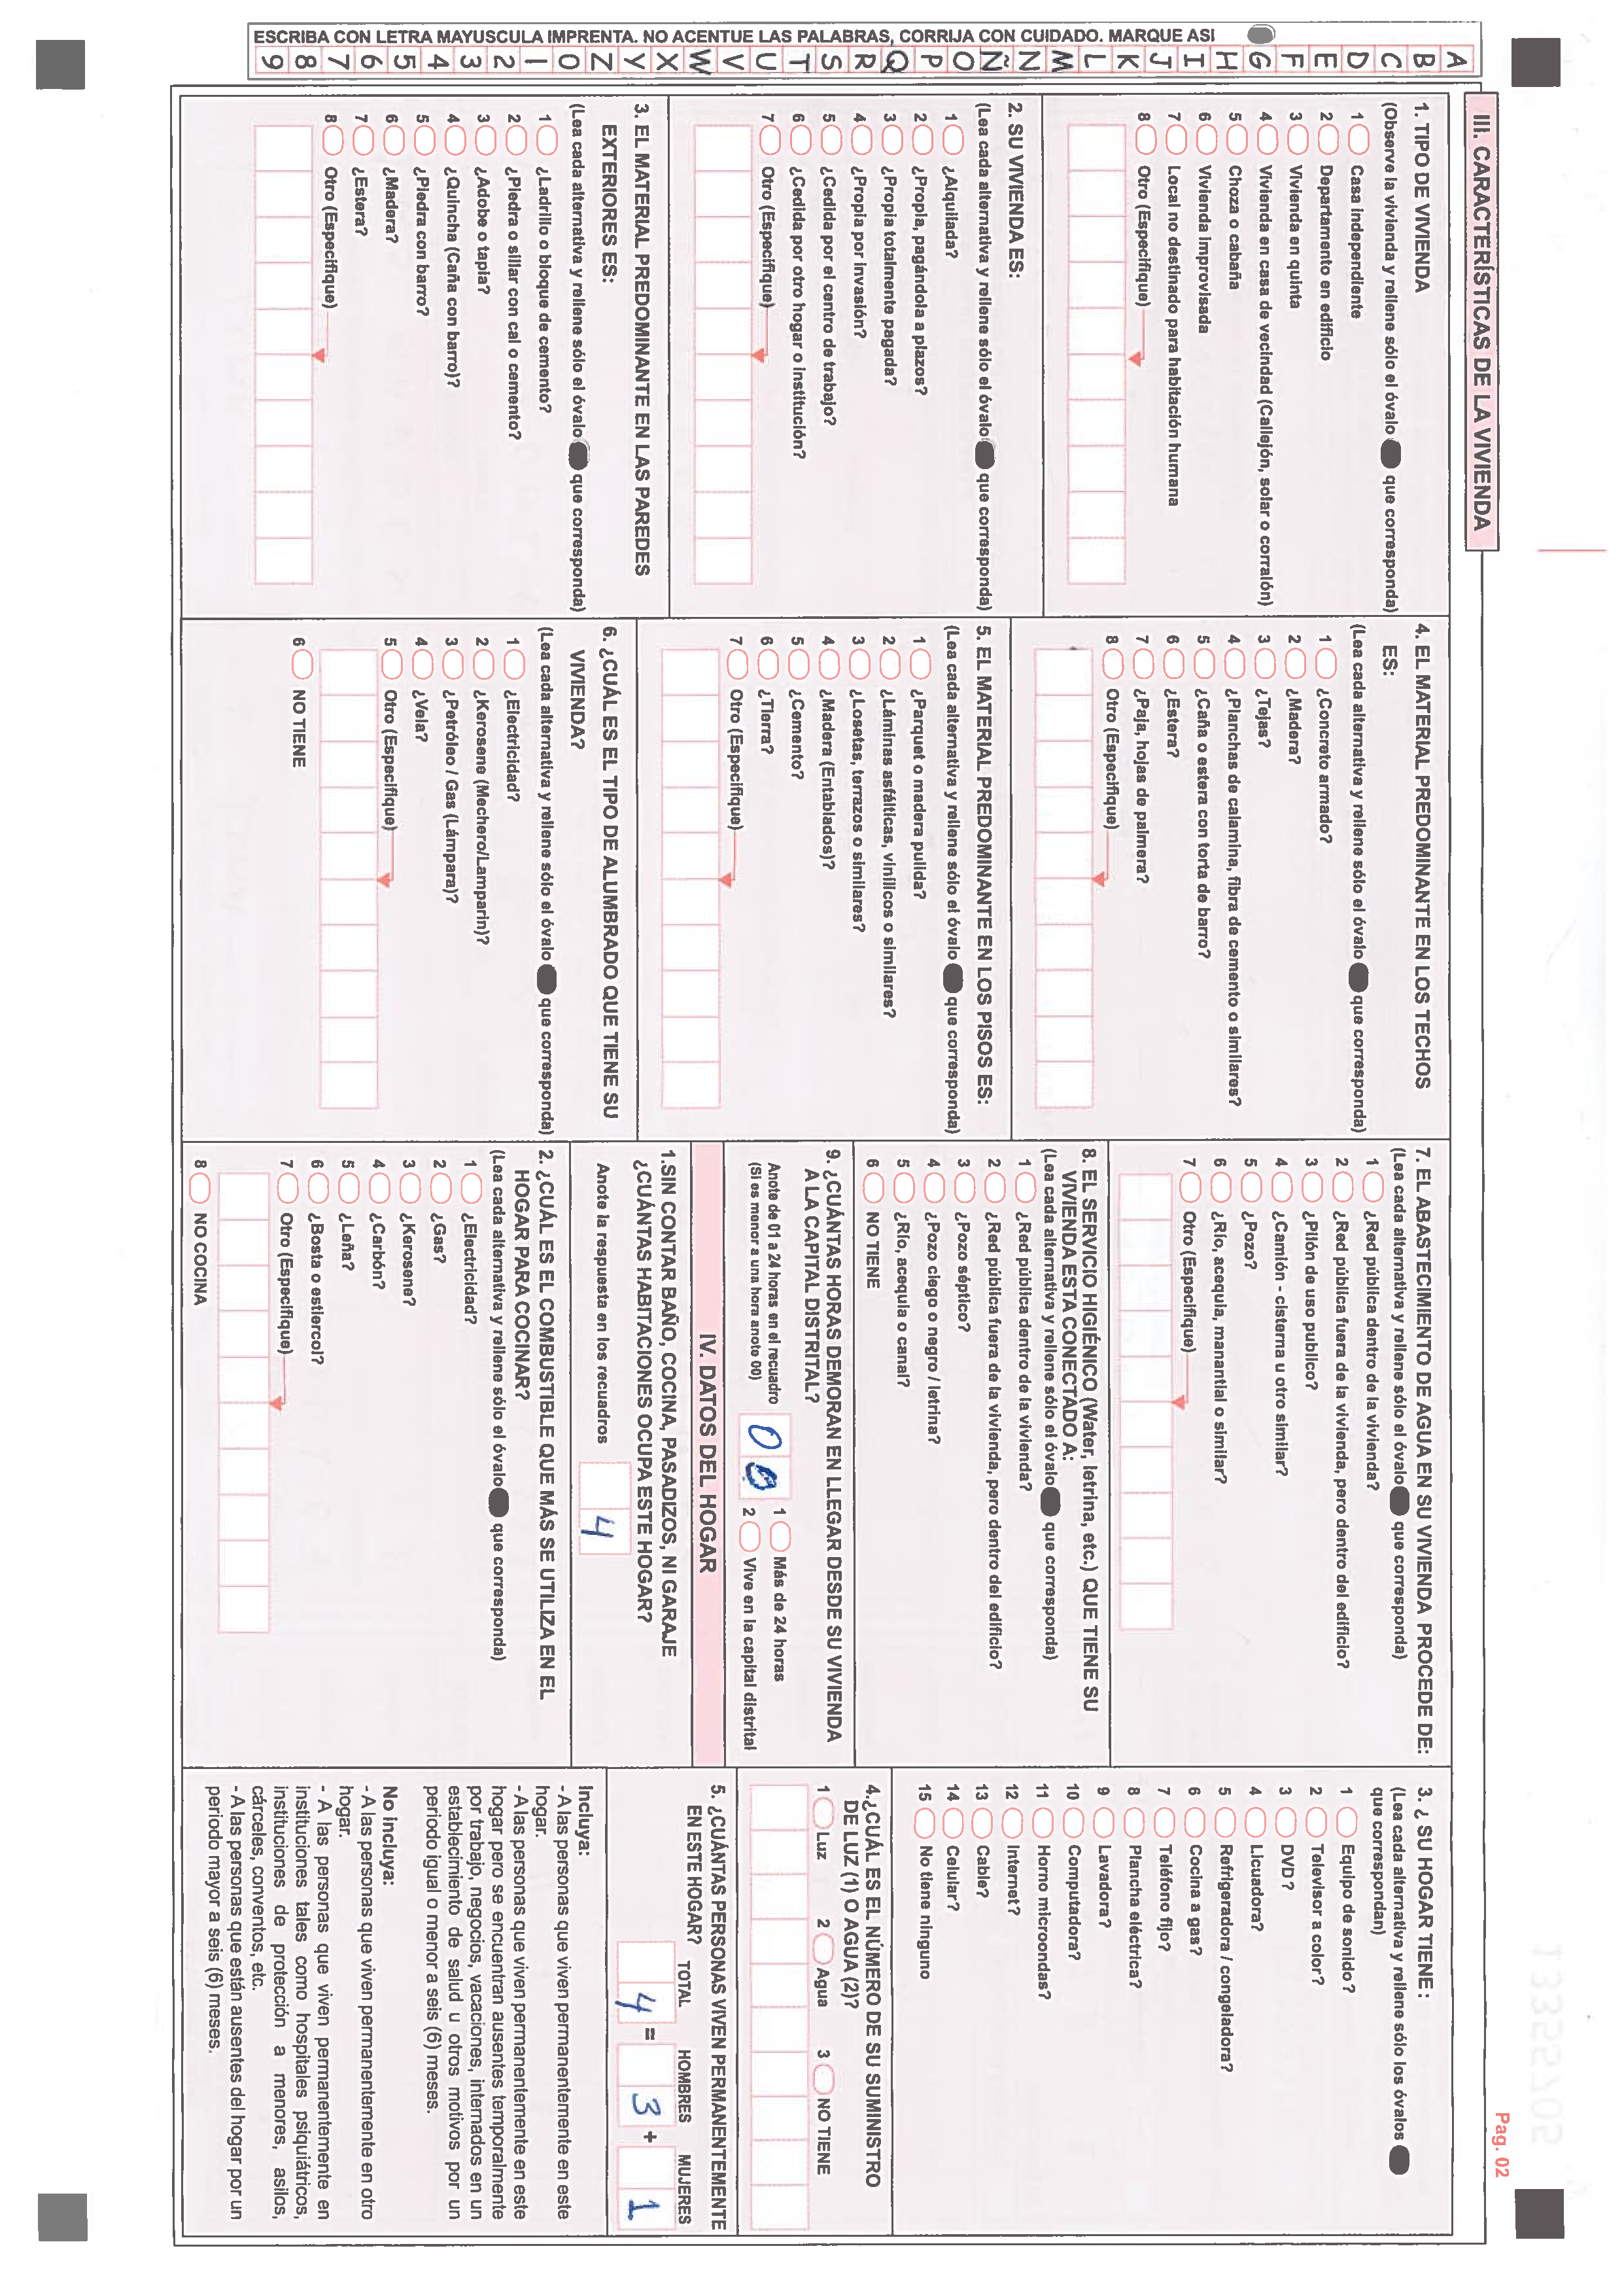 Pag. 02
ESCRIBA CON LETRA MAYUSCULA IMPRENTA. NO ACENTUE LAS PALABRAS, CORRIJA CON CUIDADO. MARQUE ASI
A B C D E F G H I J K L M N Ñ O P Q R S T U V W X Y Z 0 1 2 3 4 5 6 7 8 9
III. CARACTERÍSTICAS DE LA VIVIENDA
1. TIPO DE VIVIENDA
(Observe la vivienda y rellene sólo el óvalo que corresponda)
1 Casa independiente
2 Departamento en edificio
3 Vivienda en quinta
4 Vivienda en casa de vecindad (Callejón, solar o corralón)
5 Choza o cabaña
6 Vivienda improvisada
7 Local no destinado para habitación humana
8 Otro (Especifique)
2. SU VIVIENDA ES:
(Lea cada alternativa y rellene sólo el óvalo que corresponda)
1 ¿Alquilada?
2 ¿Propia, pagándola a plazos?
3 ¿Propia totalmente pagada?
4 ¿Propia por invasión?
5 ¿Cedida por el centro de trabajo?
6 ¿Cedida por otro hogar o institución?
7 Otro (Especifique)
3. EL MATERIAL PREDOMINANTE EN LAS PAREDES
EXTERIORES ES:
(Lea cada alternativa y rellene sólo el óvalo que corresponda)
1 ¿Ladrillo o bloque de cemento?
2 ¿Piedra o sillar con cal o cemento?
3 ¿Adobe o tapia?
4 ¿Quincha (Caña con barro)?
5 ¿Piedra con barro?
6 ¿Madera?
7 ¿Estera?
8 Otro (Especifique)
4. EL MATERIAL PREDOMINANTE EN LOS TECHOS
ES:
(Lea cada alternativa y rellene sólo el óvalo que corresponda)
1 ¿Concreto armado?
2 ¿Madera?
3 ¿Tejas?
4 ¿Planchas de calamina, fibra de cemento o similares?
5 ¿Caña o estera con torta de barro?
6 ¿Estera?
7 ¿Paja, hojas de palmera?
8 Otro (Especifique)
5. EL MATERIAL PREDOMINANTE EN LOS PISOS ES:
(Lea cada alternativa y rellene sólo el óvalo que corresponda)
1 ¿Parquet o madera pulida?
2 ¿Láminas asfálticas, vinílicos o similares?
3 ¿Losetas, terrazos o similares?
4 ¿Madera (Entablados)?
5 ¿Cemento?
6 ¿Tierra?
7 Otro (Especifique)
6. ¿CUÁL ES EL TIPO DE ALUMBRADO QUE TIENE SU
VIVIENDA?
(Lea cada alternativa y rellene sólo el óvalo que corresponda)
1 ¿Electricidad?
2 ¿Kerosene (Mechero/Lamparin)?
3 ¿Petróleo / Gas (Lámpara)?
4 ¿Vela?
5 Otro (Especifique)
6 NO TIENE
7. EL ABASTECIMIENTO DE AGUA EN SU VIVIENDA PROCEDE DE:
(Lea cada alternativa y rellene sólo el óvalo que corresponda)
1 ¿Red pública dentro de la vivienda?
2 ¿Red pública fuera de la vivienda, pero dentro del edificio?
3 ¿Pilón de uso publico?
4 ¿Camión - cisterna u otro similar?
5 ¿Pozo?
6 ¿Río, acequia, manantial o similar?
7 Otro (Especifique)
8. EL SERVICIO HIGIÉNICO (Water, letrina, etc.) QUE TIENE SU
VIVIENDA ESTA CONECTADO A:
(Lea cada alternativa y rellene sólo el óvalo que corresponda)
1 ¿Red pública dentro de la vivienda?
2 ¿Red pública fuera de la vivienda, pero dentro del edificio?
3 ¿Pozo séptico?
4 ¿Pozo ciego o negro / letrina?
5 ¿Río, acequia o canal?
6 NO TIENE
9. ¿CUÁNTAS HORAS DEMORAN EN LLEGAR DESDE SU VIVIENDA
A LA CAPITAL DISTRITAL?
Anote de 01 a 24 horas en el recuadro
(Si es menor a una hora anote 00)
0 0
1 Más de 24 horas
2 Vive en la capital distrital
IV. DATOS DEL HOGAR
1.SIN CONTAR BAÑO, COCINA, PASADIZOS, NI GARAJE
¿CUÁNTAS HABITACIONES OCUPA ESTE HOGAR?
Anote la respuesta en los recuadros 4
2. ¿CUÁL ES EL COMBUSTIBLE QUE MÁS SE UTILIZA EN EL
HOGAR PARA COCINAR?
(Lea cada alternativa y rellene sólo el óvalo que corresponda)
1 ¿Electricidad?
2 ¿Gas?
3 ¿Kerosene?
4 ¿Carbón?
5 ¿Leña?
6 ¿Bosta o estiercol?
7 Otro (Especifique)
8 NO COCINA
3. ¿ SU HOGAR TIENE :
(Lea cada alternativa y rellene sólo los óvalos
que correspondan)
1 Equipo de sonido?
2 Televisor a color?
3 DVD?
4 Licuadora?
5 Refrigeradora / congeladora?
6 Cocina a gas?
7 Teléfono fijo?
8 Plancha eléctrica?
9 Lavadora?
10 Computadora?
11 Horno microondas?
12 Internet?
13 Cable?
14 Celular?
15 No tiene ninguno
4.¿CUÁL ES EL NÚMERO DE SU SUMINISTRO
DE LUZ (1) O AGUA (2)?
1 Luz 2 Agua 3 NO TIENE
5. ¿CUÁNTAS PERSONAS VIVEN PERMANENTEMENTE
EN ESTE HOGAR?
TOTAL HOMBRES MUJERES
4 = 3 + 1
Incluya:
- A las personas que viven permanentemente en este
hogar.
- A las personas que viven permanentemente en este
hogar pero se encuentran ausentes temporalmente
por trabajo, negocios, vacaciones, internados en un
establecimiento de salud u otros motivos por un
periodo igual o menor a seis (6) meses.
No incluya:
- A las personas que viven permanentemente en otro
hogar.
- A las personas que viven permanentemente en
instituciones tales como hospitales psiquiátricos,
instituciones de protección a menores, asilos,
cárceles, conventos, etc.
- A las personas que están ausentes del hogar por un
periodo mayor a seis (6) meses.